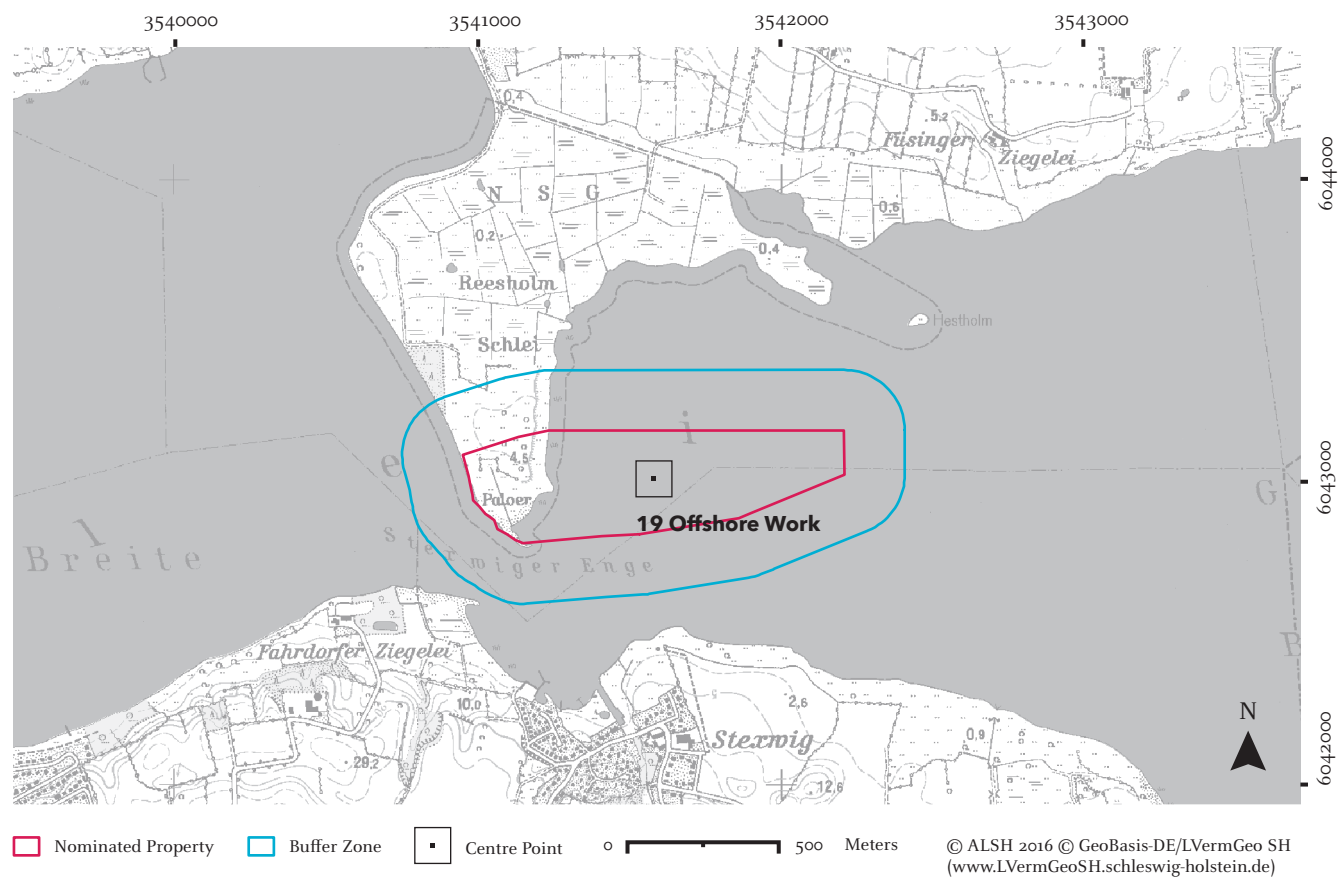 3540000 3541000 3542000 3543000
0,4
5,2
Füsinger
Ziegelei
6044000
N S G
0,6
0,2
0,4
Reesholm
Hestholm
Schlei
i
4,5
e
6043000
G
Paloer
19 Offshore Work
l
Breite
Sterwiger Enge
B
Fahrdorfer Ziegelei
10,0
2,6
N
Stexwig
0,9
29,2
12,6
6042000
Nominated Property
Buffer Zone
Centre Point
0 500 Meters
© ALSH 2016 © GeoBasis-DE/LVermGeo SH
(www.LVermGeoSH.schleswig-holstein.de)